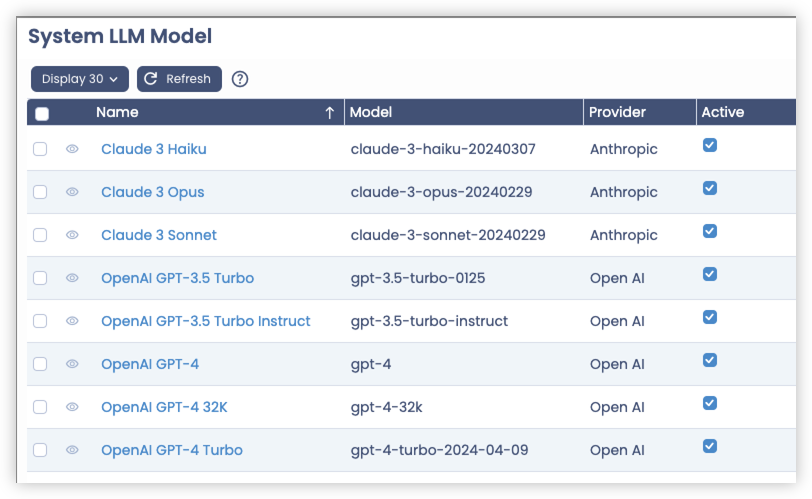 System LLM Model
Display 30 Refresh ?
Name Model Provider Active
Claude 3 Haiku claude-3-haiku-20240307 Anthropic
Claude 3 Opus claude-3-opus-20240229 Anthropic
Claude 3 Sonnet claude-3-sonnet-20240229 Anthropic
OpenAI GPT-3.5 Turbo gpt-3.5-turbo-0125 Open AI
OpenAI GPT-3.5 Turbo Instruct gpt-3.5-turbo-instruct Open AI
OpenAI GPT-4 gpt-4 Open AI
OpenAI GPT-4 32K gpt-4-32k Open AI
OpenAI GPT-4 Turbo gpt-4-turbo-2024-04-09 Open AI